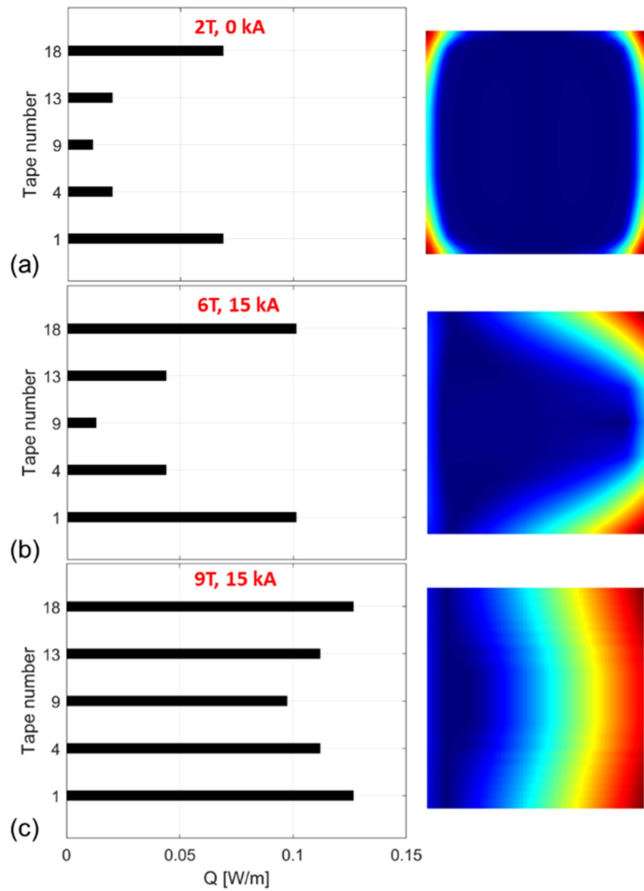 2T, 0 kA
18
13
9
4
1
Tape number
(a)
6T, 15 kA
18
13
9
4
1
Tape number
(b)
9T, 15 kA
18
13
9
4
1
Tape number
(c)
0 0.05 0.1 0.15
Q [W/m]